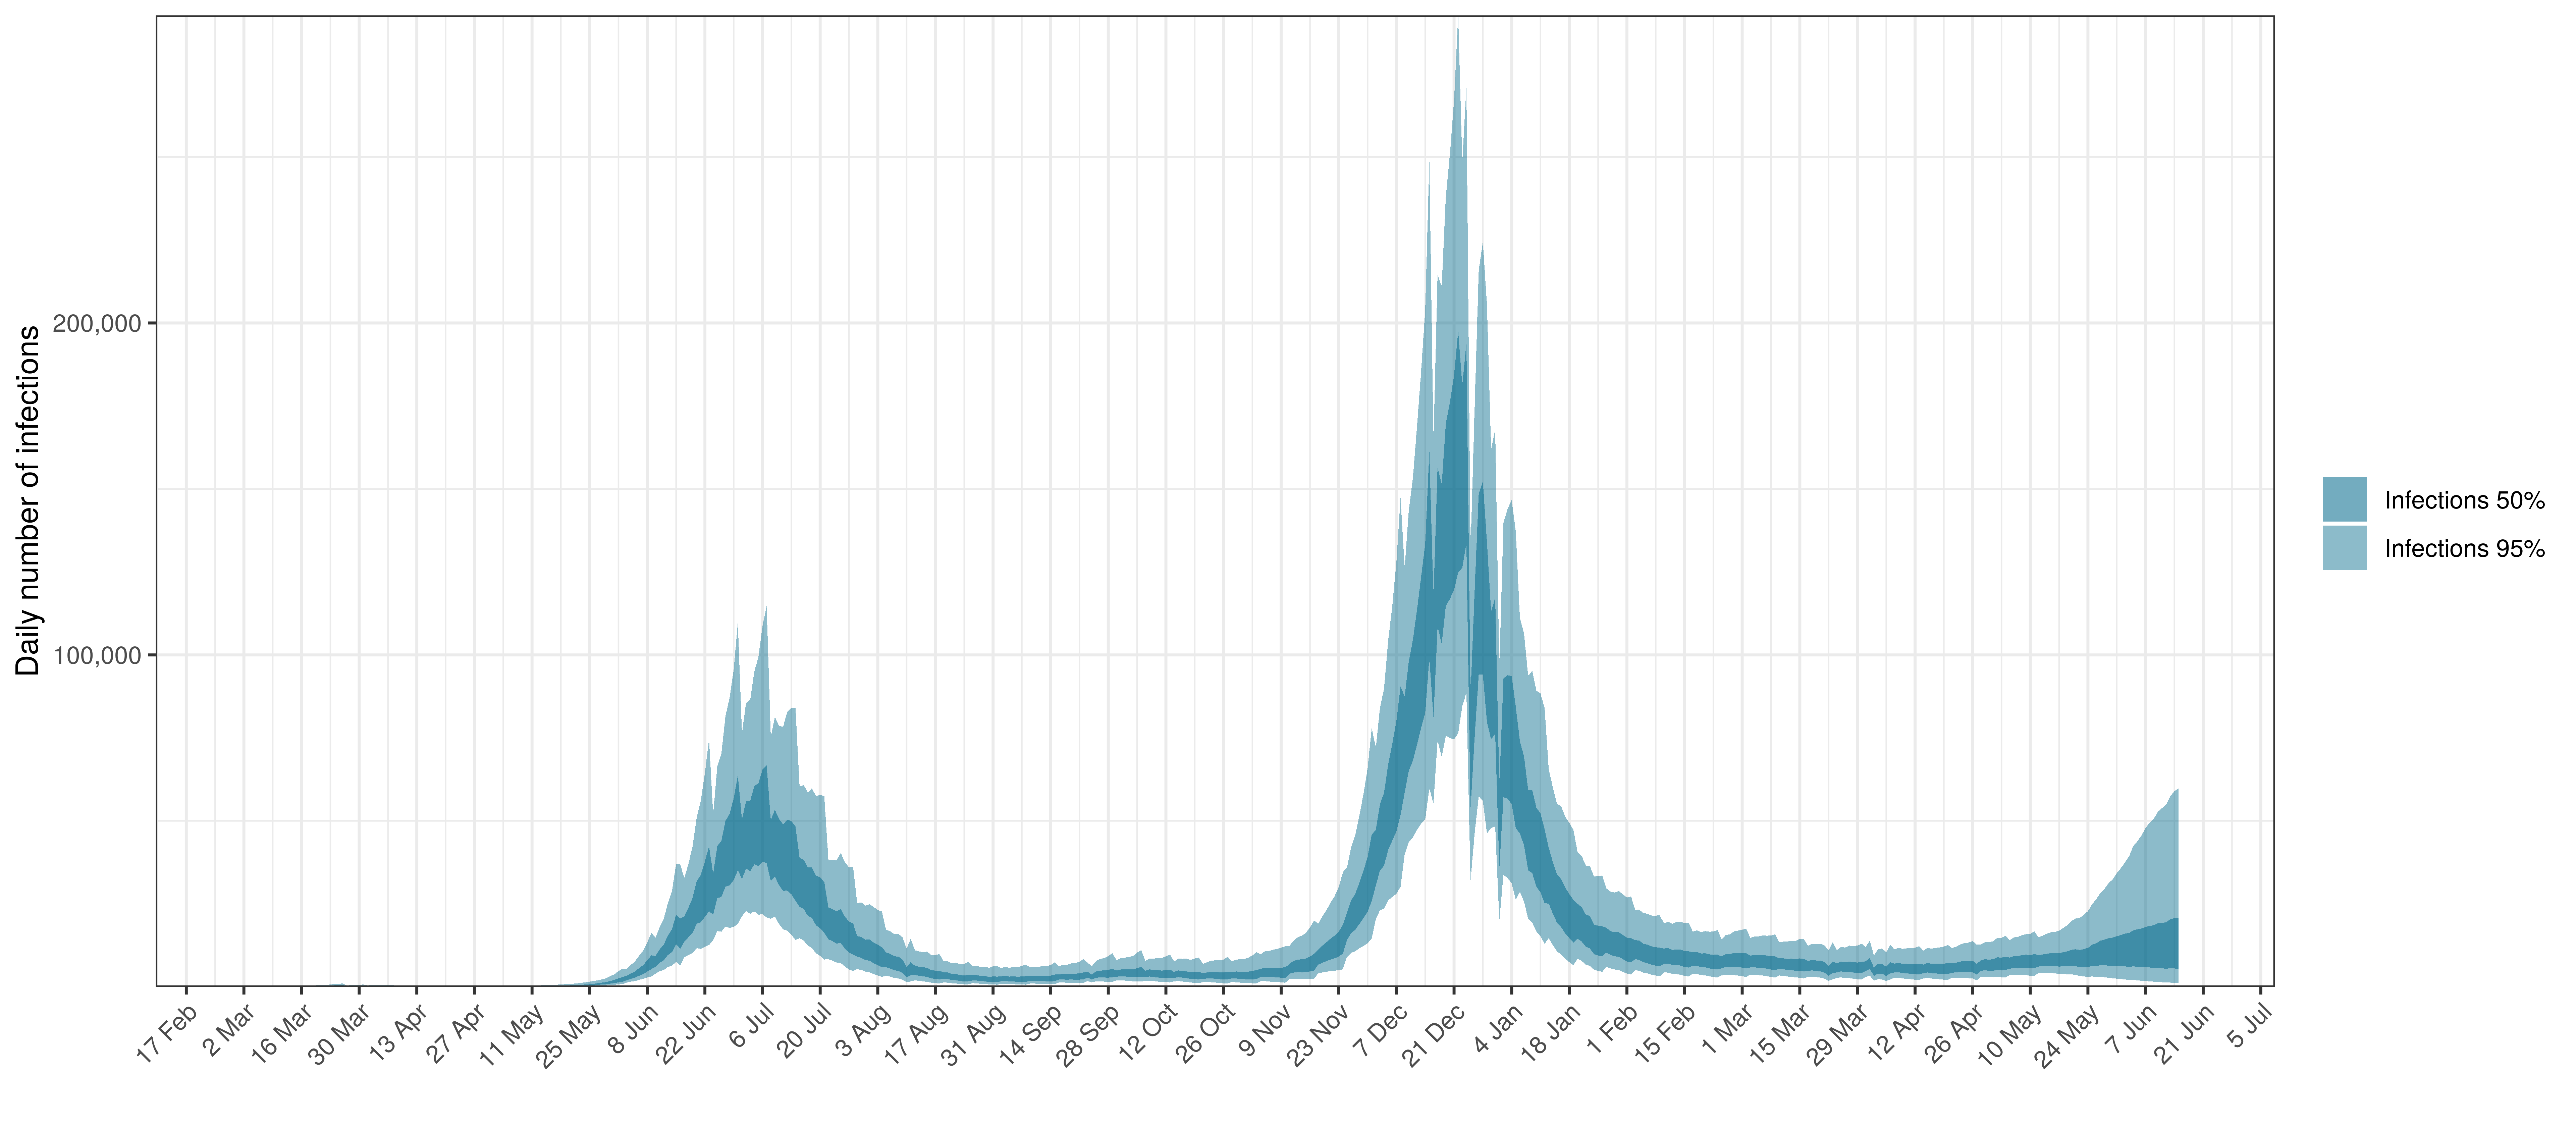 Daily number of infections
200,000
100,000
17 Feb
2 Mar
16 Mar
30 Mar
13 Apr
27 Apr
11 May
25 May
8 Jun
22 Jun
6 Jul
20 Jul
3 Aug
17 Aug
31 Aug
14 Sep
28 Sep
12 Oct
26 Oct
9 Nov
23 Nov
7 Dec
21 Dec
4 Jan
18 Jan
1 Feb
15 Feb
1 Mar
15 Mar
29 Mar
12 Apr
26 Apr
10 May
24 May
7 Jun
21 Jun
5 Jul
Infections 50%
Infections 95%